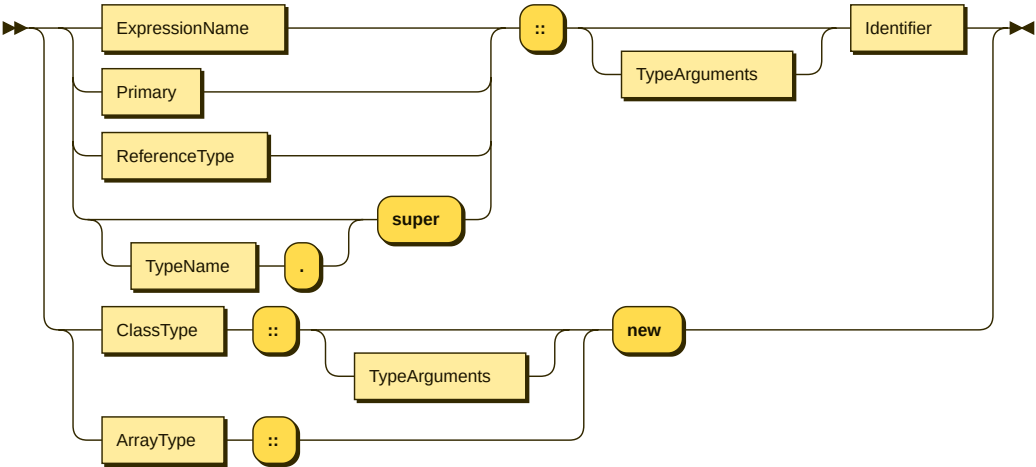 ExpressionName :: Identifier
TypeArguments
Primary
ReferenceType
super
TypeName .
ClassType :: new
TypeArguments
ArrayType ::